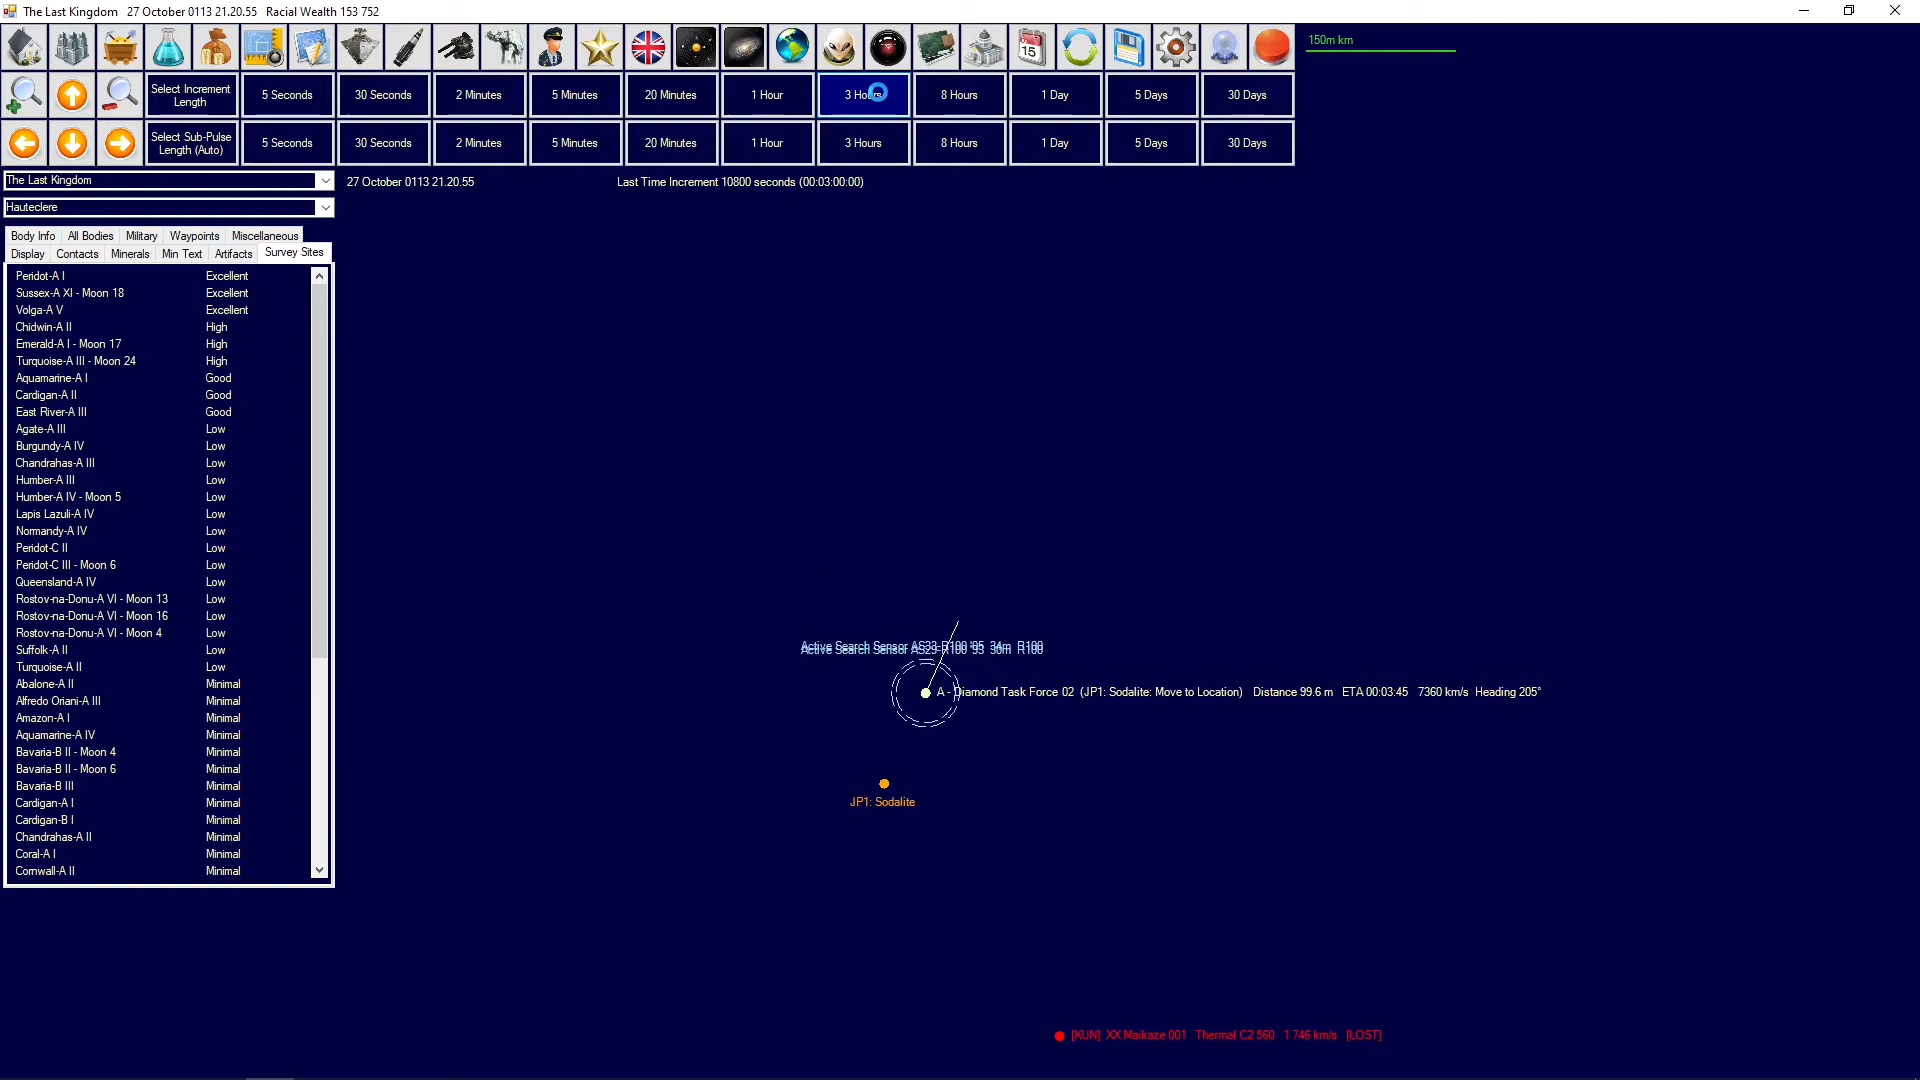 The Last Kingdom   27 October 0113 21.20.55   Racial Wealth 153 752
15
150m km
Select Increment Length
5 Seconds
30 Seconds
2 Minutes
5 Minutes
20 Minutes
1 Hour
3 Hours
8 Hours
1 Day
5 Days
30 Days
Select Sub-Pulse Length (Auto)
5 Seconds
30 Seconds
2 Minutes
5 Minutes
20 Minutes
1 Hour
3 Hours
8 Hours
1 Day
5 Days
30 Days
The Last Kingdom
27 October 0113 21.20.55
Last Time Increment 10800 seconds (00:03:00:00)
Hauteclere
Body Info All Bodies Military Waypoints Miscellaneous
Display Contacts Minerals Min Text Artifacts Survey Sites
Peridot-A I Excellent
Sussex-A XI - Moon 18 Excellent
Volga-A V Excellent
Chidwin-A II High
Emerald-A I - Moon 17 High
Turquoise-A III - Moon 24 High
Aquamarine-A I Good
Cardigan-A II Good
East River-A III Good
Agate-A III Low
Burgundy-A IV Low
Chandrahas-A III Low
Humber-A III Low
Humber-A IV - Moon 5 Low
Lapis Lazuli-A IV Low
Normandy-A IV Low
Peridot-C II Low
Peridot-C III - Moon 6 Low
Queensland-A IV Low
Rostov-na-Donu-A VI - Moon 13 Low
Rostov-na-Donu-A VI - Moon 16 Low
Rostov-na-Donu-A VI - Moon 4 Low
Suffolk-A II Low
Turquoise-A II Low
Abalone-A II Minimal
Alfredo Oriani-A III Minimal
Amazon-A I Minimal
Aquamarine-A IV Minimal
Bavaria-B II - Moon 4 Minimal
Bavaria-B II - Moon 6 Minimal
Bavaria-B III Minimal
Cardigan-A I Minimal
Cardigan-B I Minimal
Chandrahas-A II Minimal
Coral-A I Minimal
Cornwall-A II Minimal
Active Search Sensor
A - Diamond Task Force 02 (JP1: Sodalite: Move to Location) Distance 99.6 m ETA 00:03:45 7360 km/s Heading 205°
JP1: Sodalite
[KUN] XX Maikaze 001 Thermal C2 560 1 746 km/s [LOST]